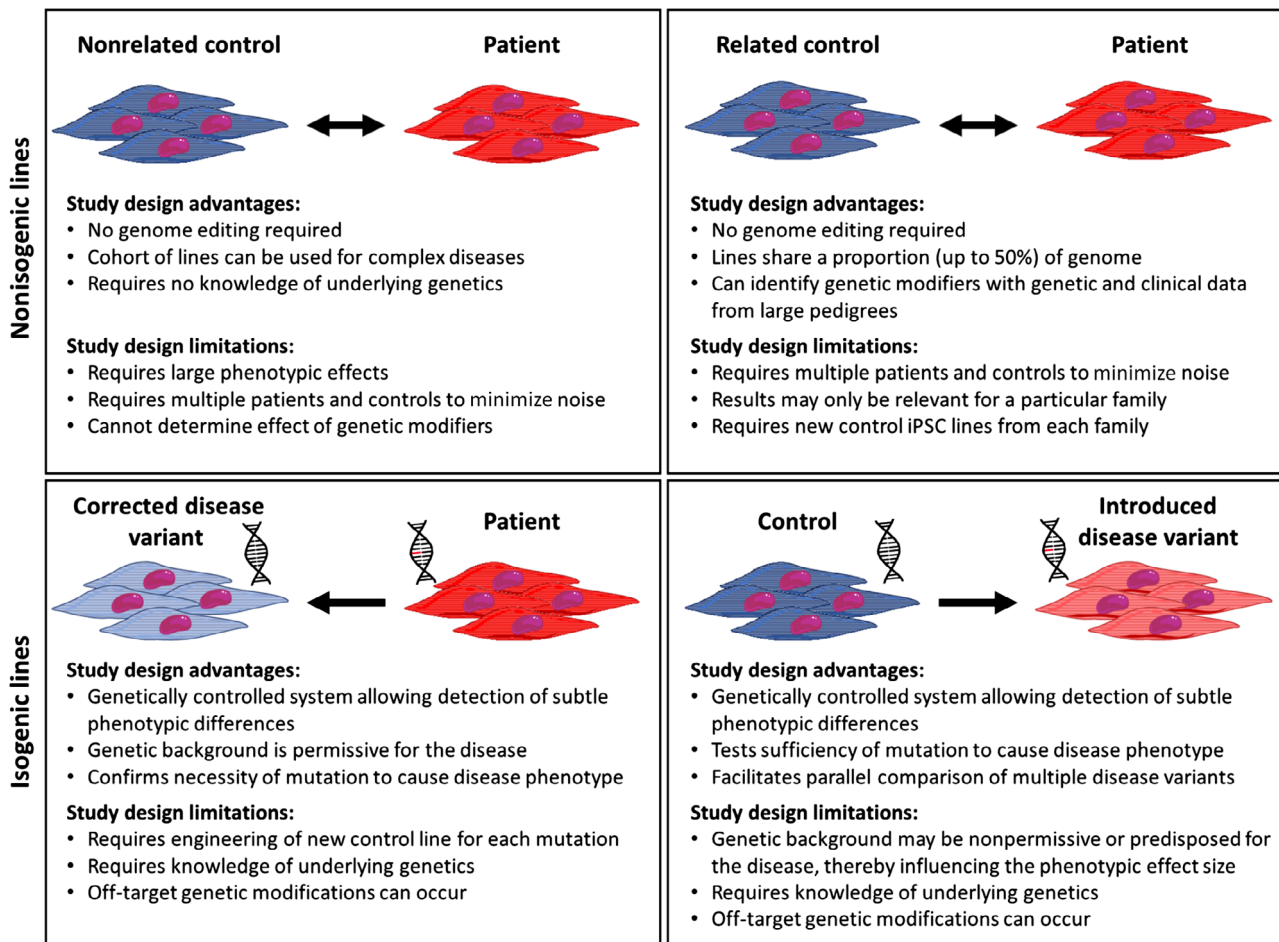 Nonisogenic lines
Nonrelated control
Patient
Study design advantages:
• No genome editing required
• Cohort of lines can be used for complex diseases
• Requires no knowledge of underlying genetics
Study design limitations:
• Requires large phenotypic effects
• Requires multiple patients and controls to minimize noise
• Cannot determine effect of genetic modifiers
Related control
Patient
Study design advantages:
• No genome editing required
• Lines share a proportion (up to 50%) of genome
• Can identify genetic modifiers with genetic and clinical data
from large pedigrees
Study design limitations:
• Requires multiple patients and controls to minimize noise
• Results may only be relevant for a particular family
• Requires new control iPSC lines from each family
Isogenic lines
Corrected disease
variant
Patient
Study design advantages:
• Genetically controlled system allowing detection of subtle
phenotypic differences
• Genetic background is permissive for the disease
• Confirms necessity of mutation to cause disease phenotype
Study design limitations:
• Requires engineering of new control line for each mutation
• Requires knowledge of underlying genetics
• Off-target genetic modifications can occur
Control
Introduced
disease variant
Study design advantages:
• Genetically controlled system allowing detection of subtle
phenotypic differences
• Tests sufficiency of mutation to cause disease phenotype
• Facilitates parallel comparison of multiple disease variants
Study design limitations:
• Genetic background may be nonpermissive or predisposed for
the disease, thereby influencing the phenotypic effect size
• Requires knowledge of underlying genetics
• Off-target genetic modifications can occur